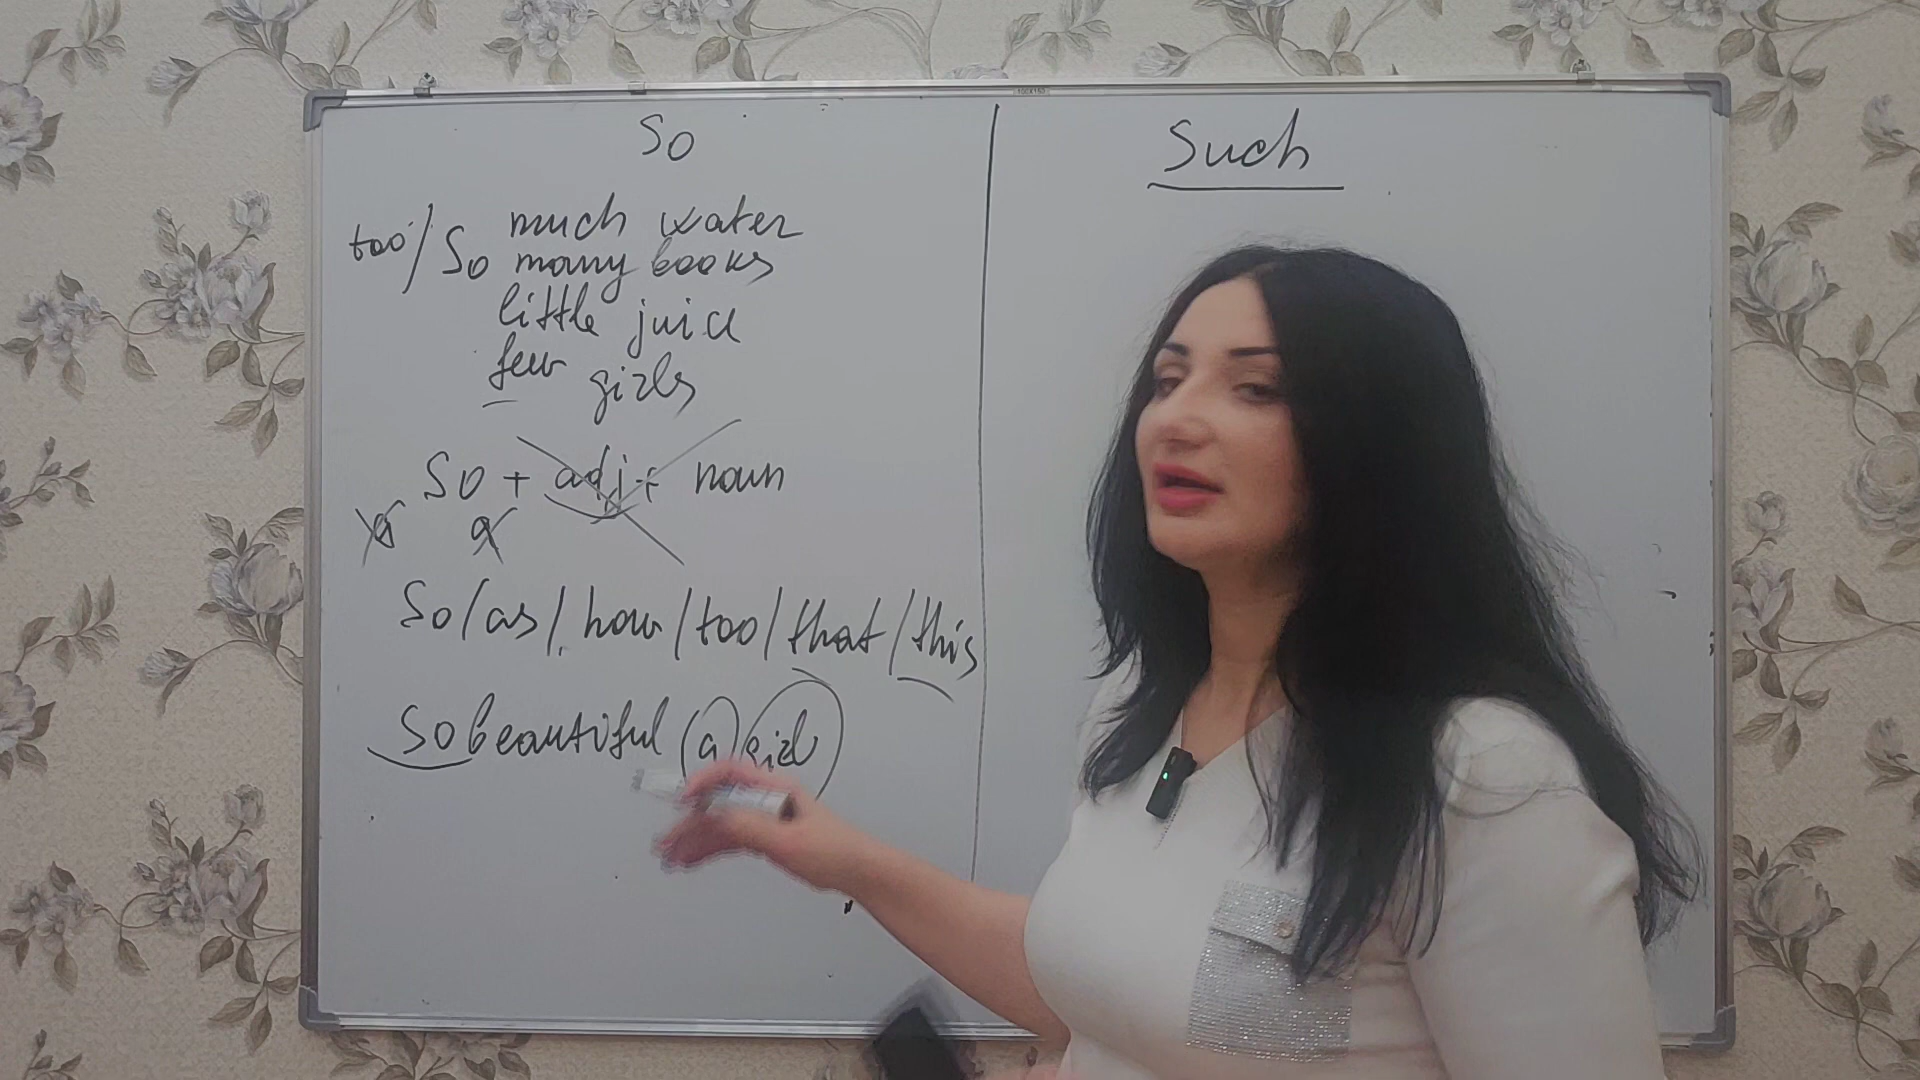 So
Such
too / So much water
many books
little juice
few girls
So + adj + noun
a a
So / as / how / too / that / this
So beautiful (a) girl
100X150